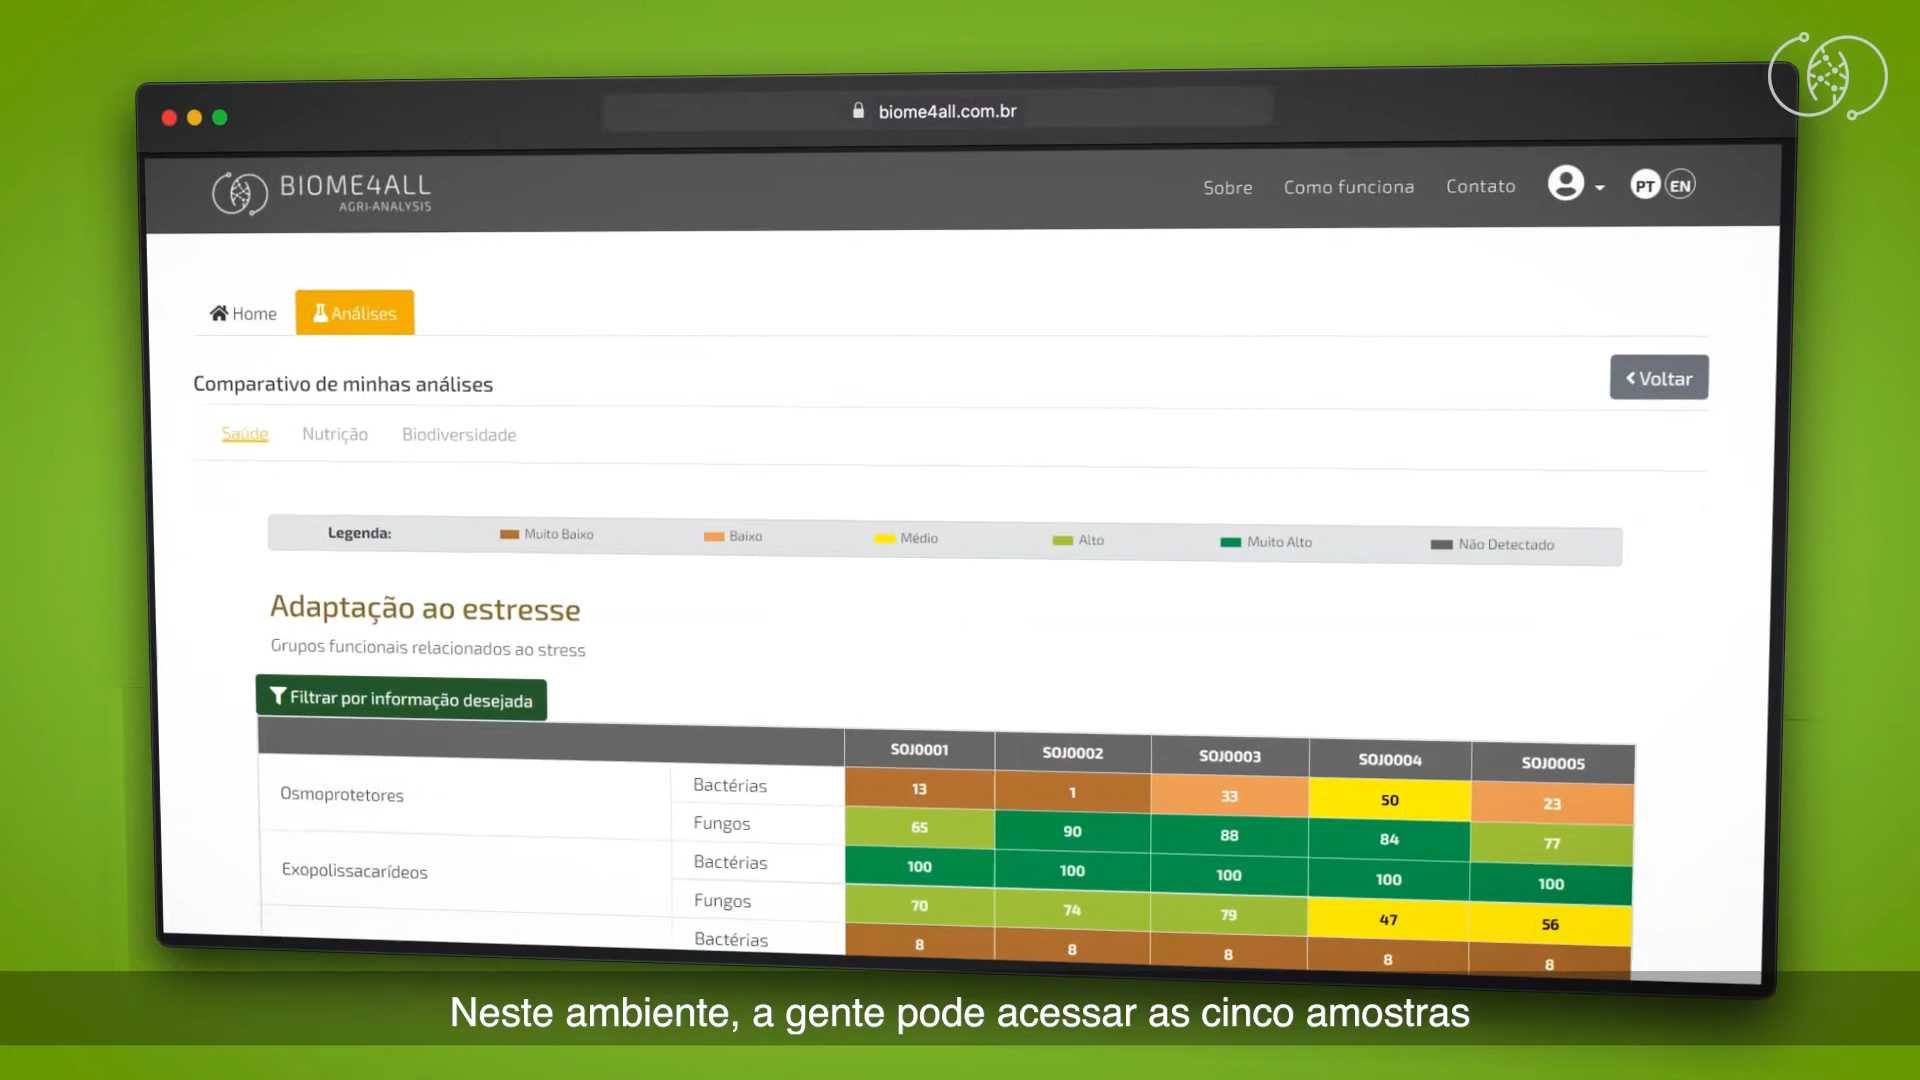 biome4all.com.br
BIOME4ALL
AGRI-ANALYSIS
Sobre Como funciona Contato PT EN
Home Análises
Comparativo de minhas análises
Voltar
Saúde Nutrição Biodiversidade
Legenda: Muito Baixo Baixo Médio Alto Muito Alto Não Detectado
Adaptação ao estresse
Grupos funcionais relacionados ao stress
Filtrar por informação desejada
SOJ0001 SOJ0002 SOJ0003 SOJ0004 SOJ0005
Osmoprotetores Bactérias 13 1 33 50 23
Fungos 65 90 88 84 77
Exopolissacarídeos Bactérias 100 100 100 100 100
Fungos 70 74 79 47 56
Bactérias 8 8 8 8 8
Neste ambiente, a gente pode acessar as cinco amostras